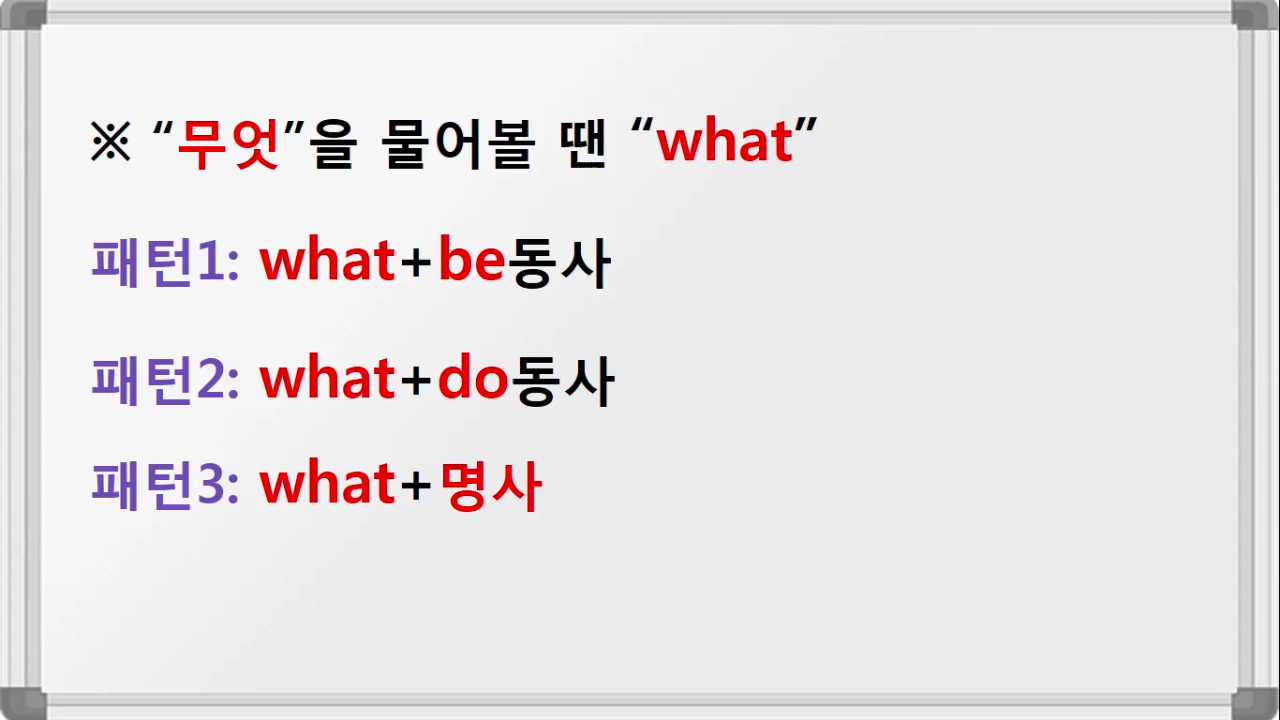 ※ “무엇”을 물어볼 땐 “what”
패턴1: what+be동사
패턴2: what+do동사
패턴3: what+명사